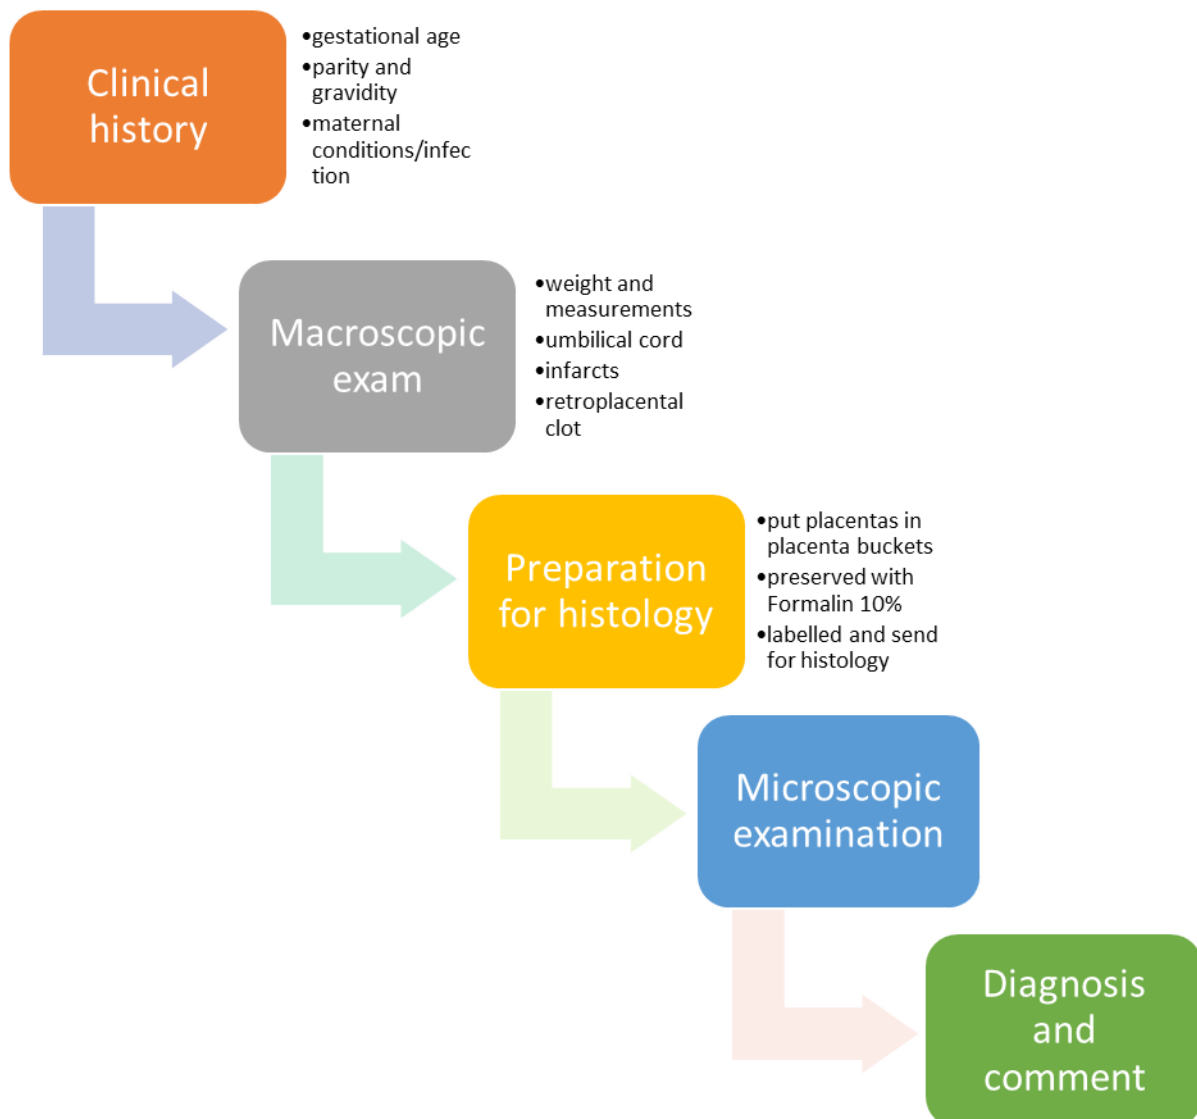 Clinical
history
•gestational age
•parity and
gravidity
•maternal
conditions/infec
tion
Macroscopic
exam
•weight and
measurements
•umbilical cord
•infarcts
•retroplacental
clot
Preparation
for histology
•put placentas in
placenta buckets
•preserved with
Formalin 10%
•labelled and send
for histology
Microscopic
examination
Diagnosis
and
comment